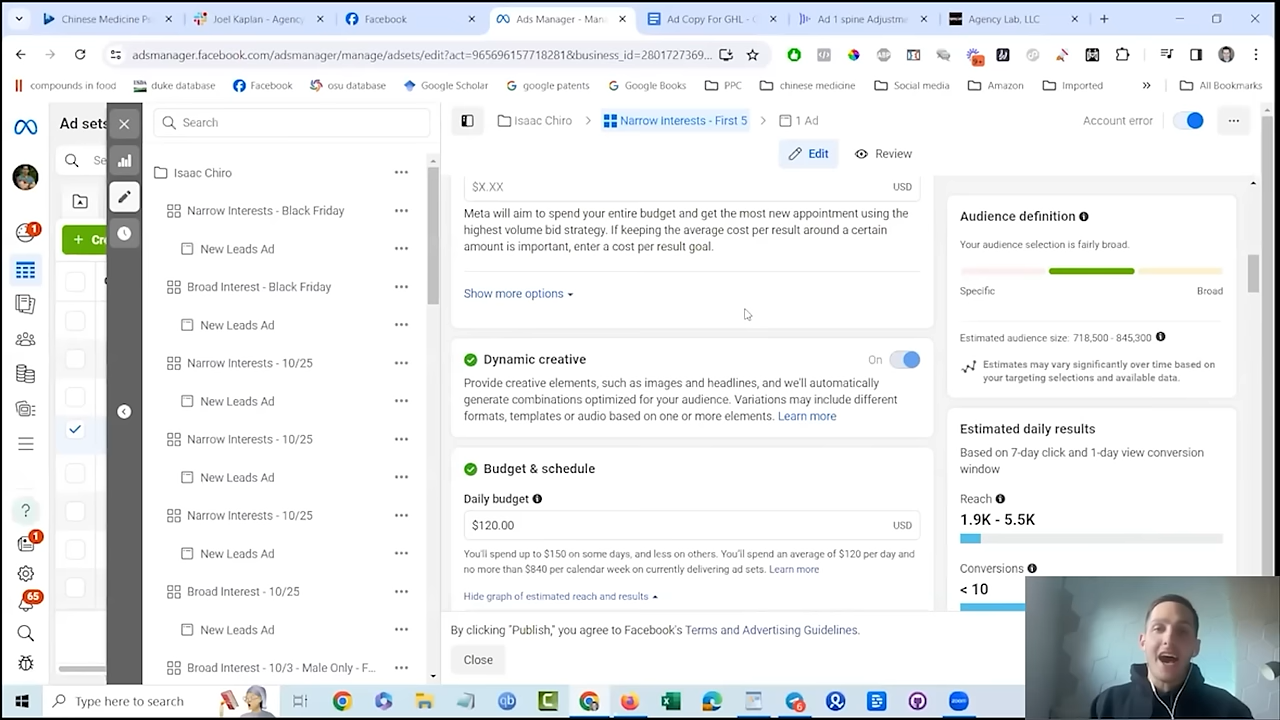 Chinese Medicine P
Joel Kaplan - Agency
Facebook
Ads Manager - Man
Ad Copy For GHL - G
Ad 1 spine Adjustme
Agency Lab, LLC
adsmanager.facebook.com/adsmanager/manage/adsets/edit?act=965696157718281&business_id=2801727369...
compounds in food
duke database
Facebook
osu database
Google Scholar
google patents
Google Books
PPC
chinese medicine
Social media
Amazon
Imported
All Bookmarks
Ad sets
Se
+ Cre
1
1
65
Search
Isaac Chiro
Narrow Interests - Black Friday
New Leads Ad
Broad Interest - Black Friday
New Leads Ad
Narrow Interests - 10/25
New Leads Ad
Narrow Interests - 10/25
New Leads Ad
Narrow Interests - 10/25
New Leads Ad
Broad Interest - 10/25
New Leads Ad
Broad Interest - 10/3 - Male Only - F...
Isaac Chiro
Narrow Interests - First 5
1 Ad
Account error
Edit
Review
$X.XX
USD
Meta will aim to spend your entire budget and get the most new appointment using the
highest volume bid strategy. If keeping the average cost per result around a certain
amount is important, enter a cost per result goal.
Show more options
Dynamic creative
On
Provide creative elements, such as images and headlines, and we'll automatically
generate combinations optimized for your audience. Variations may include different
formats, templates or audio based on one or more elements. Learn more
Budget & schedule
Daily budget
$120.00
USD
You'll spend up to $150 on some days, and less on others. You'll spend an average of $120 per day and
no more than $840 per calendar week on currently delivering ad sets. Learn more
Hide graph of estimated reach and results
By clicking "Publish," you agree to Facebook's Terms and Advertising Guidelines.
Close
Audience definition
Your audience selection is fairly broad.
Specific
Broad
Estimated audience size: 718,500 - 845,300
Estimates may vary significantly over time based on
your targeting selections and available data.
Estimated daily results
Based on 7-day click and 1-day view conversion
window
Reach
1.9K - 5.5K
Conversions
< 10
Type here to search